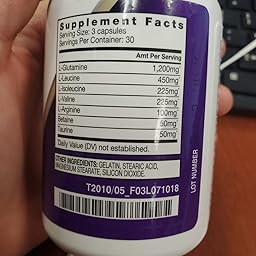 Supplement Facts
Serving Size: 3 capsules
Servings Per Container: 30
Amt Per Serving
L-Glutamine 1,200mg*
L-Leucine 450mg*
L-Isoleucine 225mg*
L-Valine 225mg*
L-Arginine 100mg*
Betaine 50mg*
Taurine 50mg*
*Daily Value (DV) not established.
OTHER INGREDIENTS: GELATIN, STEARIC ACID,
MAGNESIUM STEARATE, SILICON DIOXIDE.
T2010/05_F03L071018
LOT NUMBER